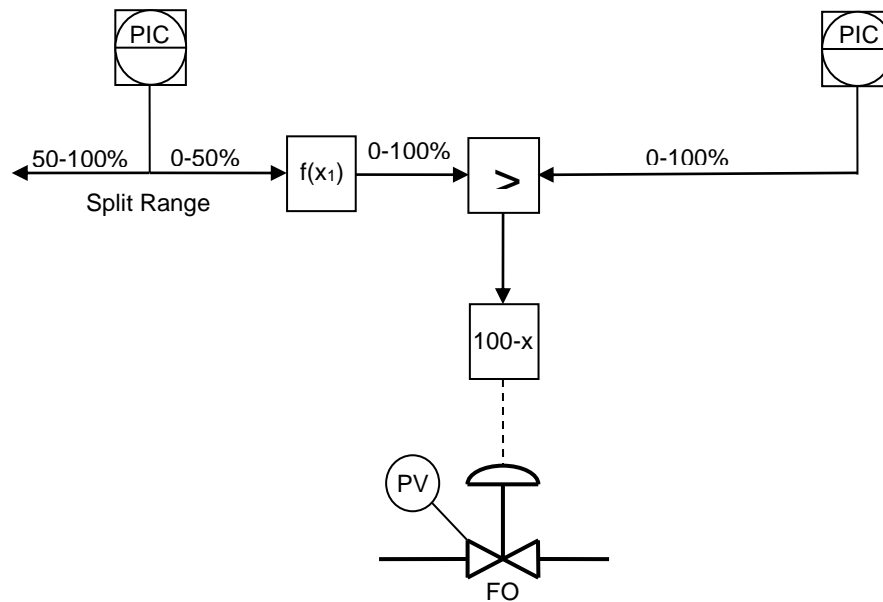 PIC
PIC
50-100%
0-50%
0-100%
0-100%
f(x₁)
>
Split Range
100-x
PV
FO